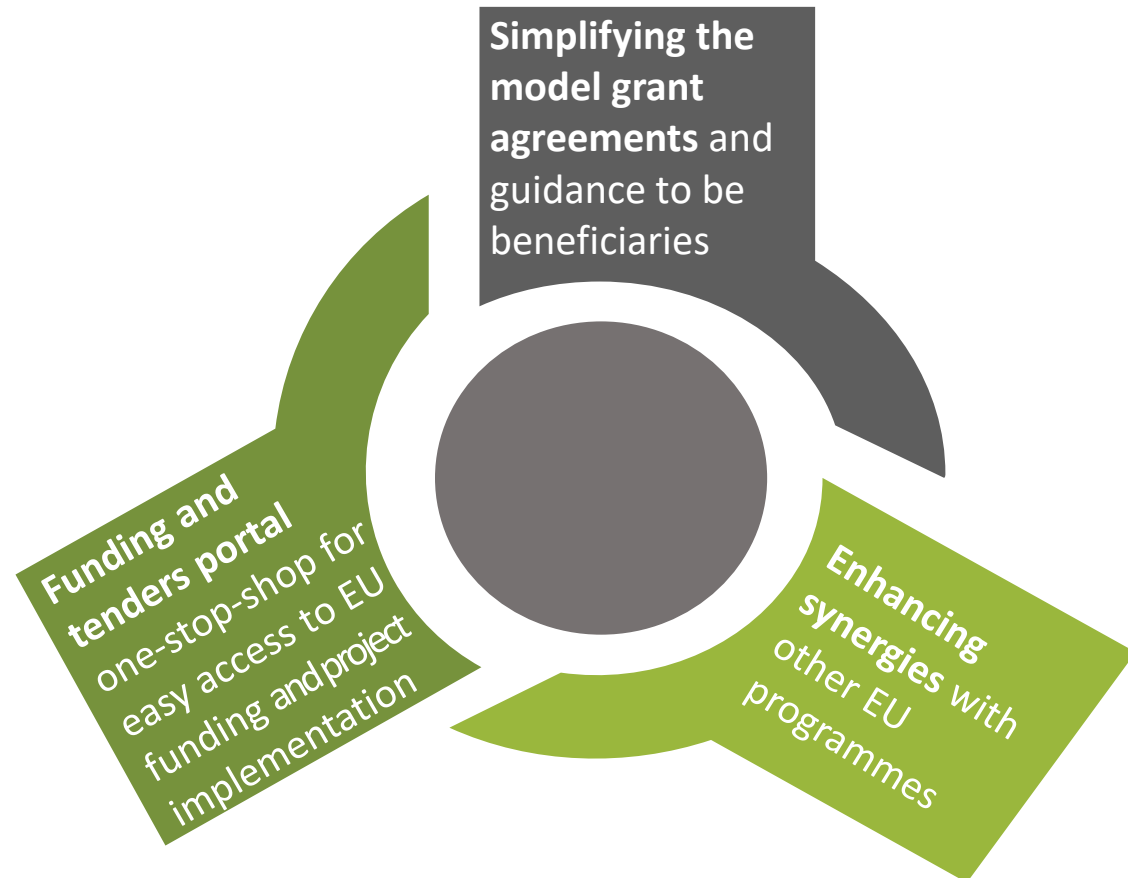 Simplifying the
model grant
agreements and
guidance to be
beneficiaries
Funding and
tenders portal
one-stop-shop for
easy access to EU
funding and project
implementation
Enhancing
synergies with
other EU
programmes